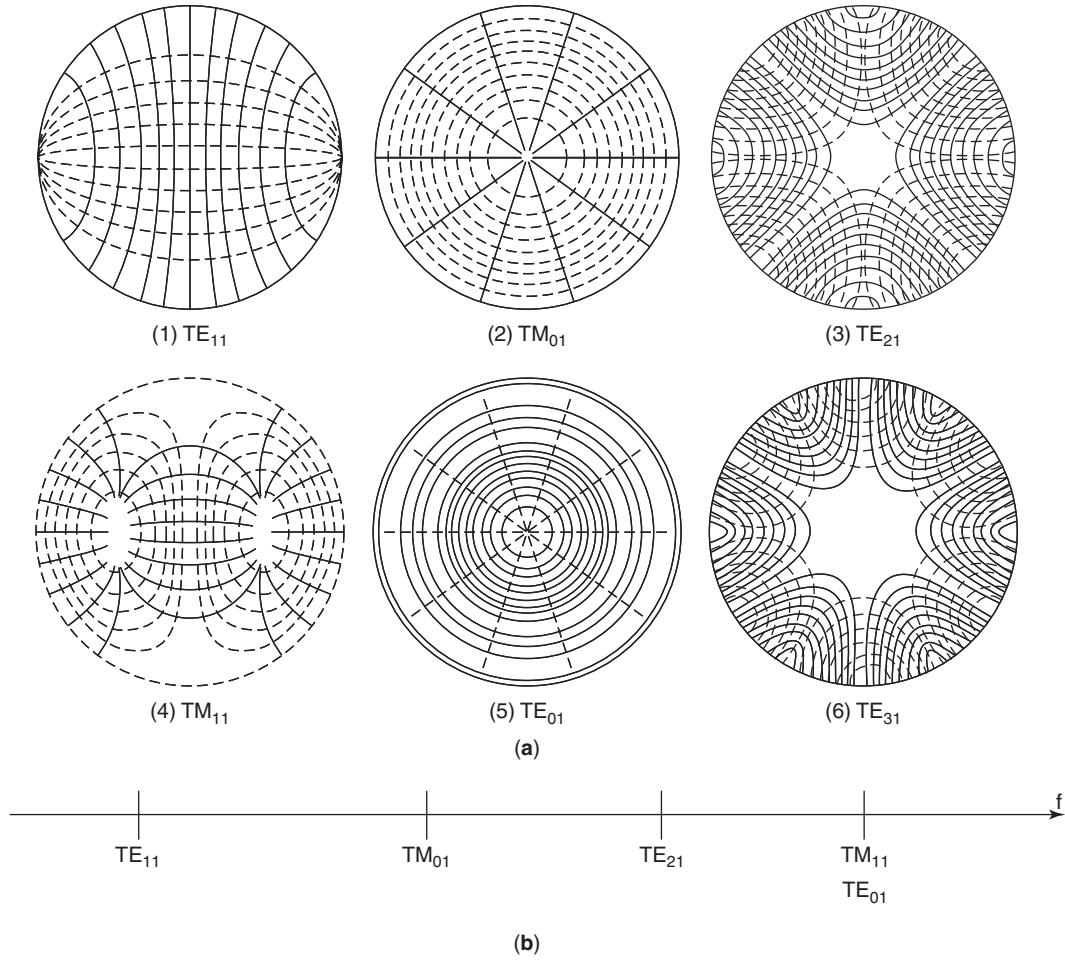 (1) TE₁₁
(2) TM₀₁
(3) TE₂₁
(4) TM₁₁
(5) TE₀₁
(6) TE₃₁
(a)
f
TE₁₁
TM₀₁
TE₂₁
TM₁₁
TE₀₁
(b)